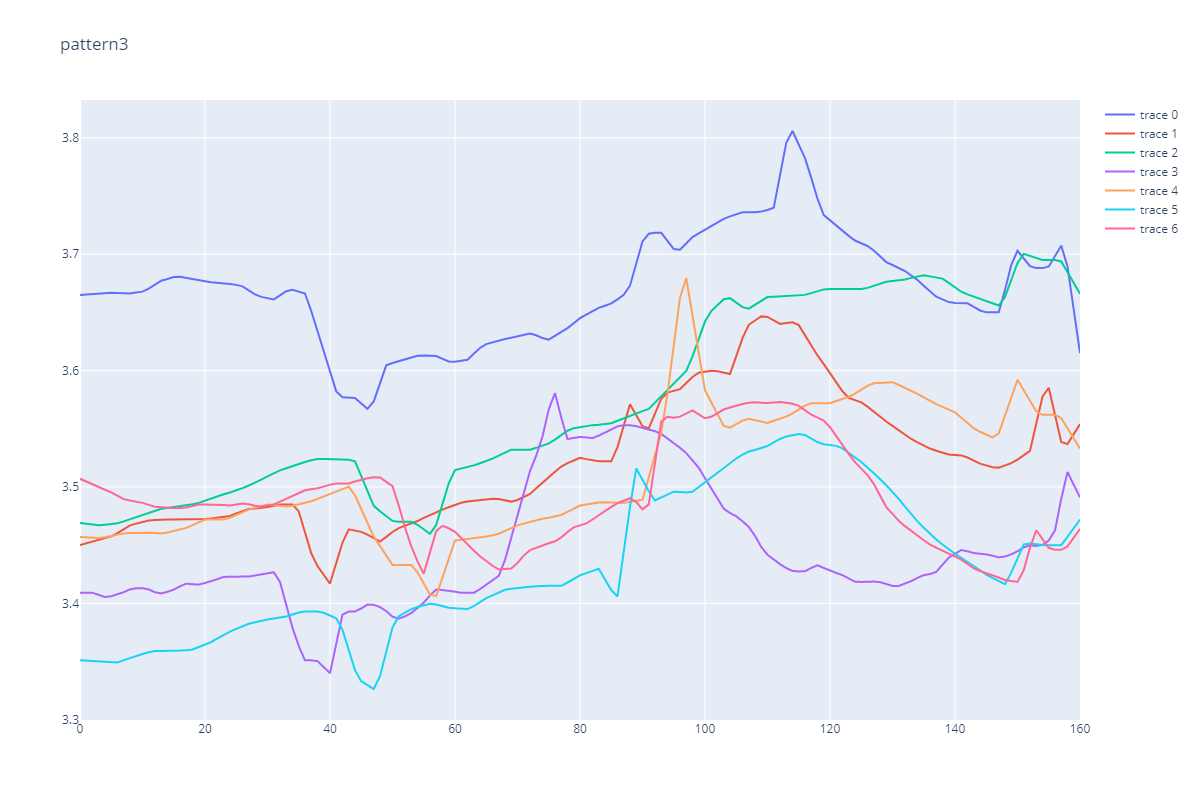 pattern3
trace 0
trace 1
trace 2
trace 3
trace 4
trace 5
trace 6
3.8
3.7
3.6
3.5
3.4
3.3
0 20 40 60 80 100 120 140 160